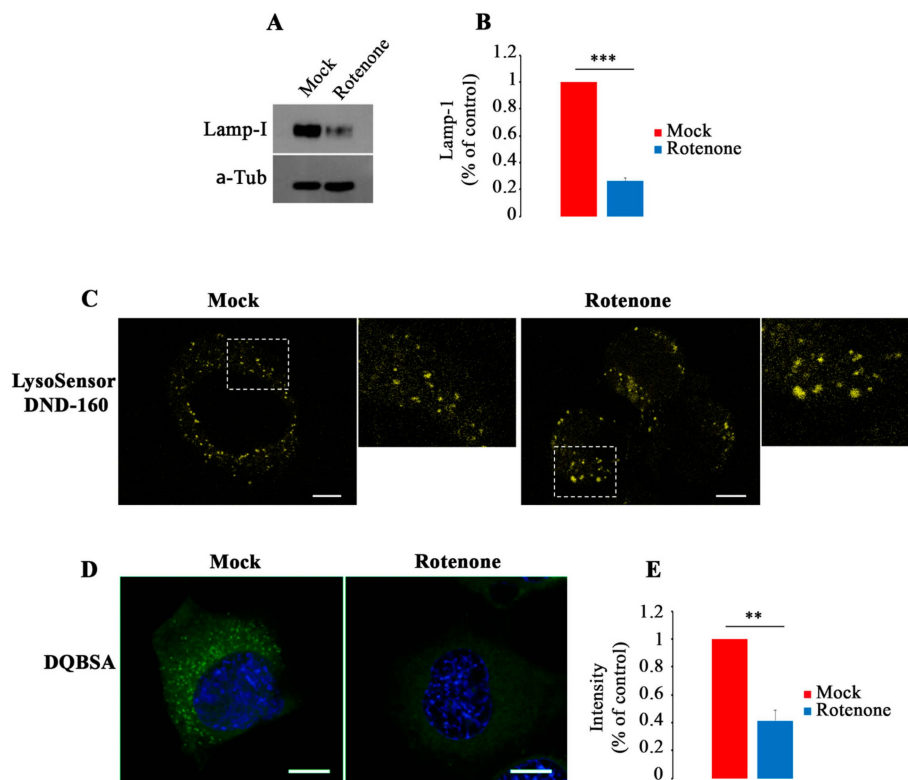 A
Mock
Rotenone
Lamp-I
a-Tub
B
Lamp-1
(% of control)
1.2
1
0.8
0.6
0.4
0.2
0
***
Mock
Rotenone
C
Mock
Rotenone
LysoSensor
DND-160
D
Mock
Rotenone
DQBSA
E
Intensity
(% of control)
1.2
1
0.8
0.6
0.4
0.2
0
**
Mock
Rotenone